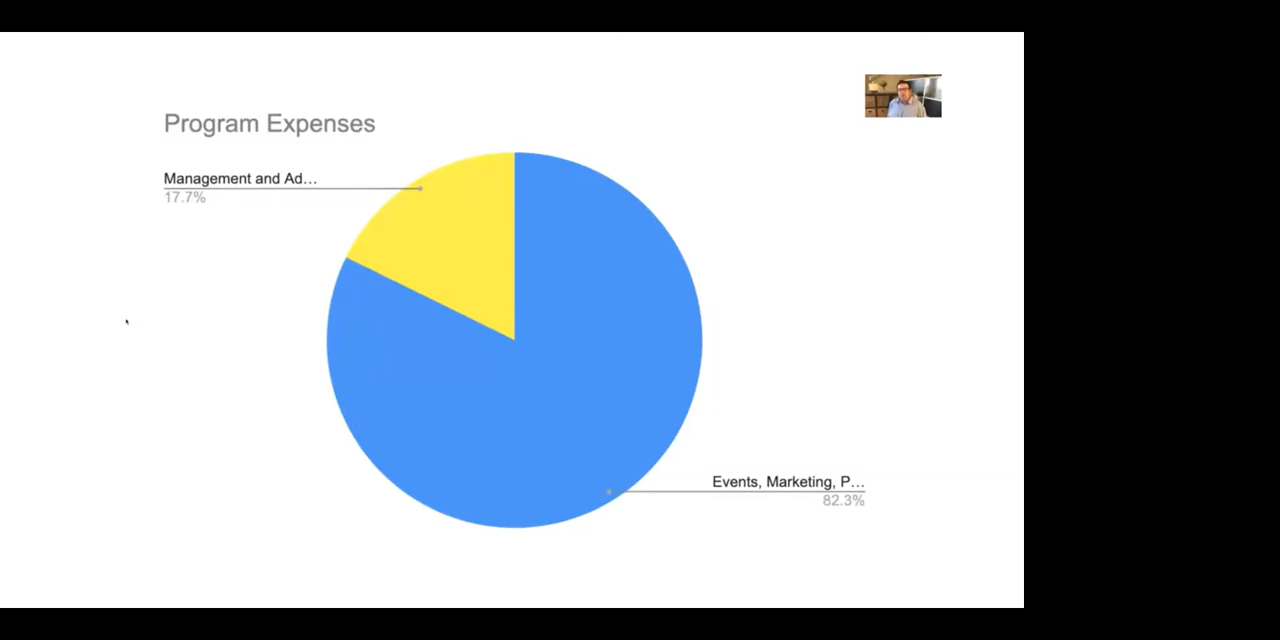 Program Expenses
Management and Ad…
17.7%
Events, Marketing, P…
82.3%